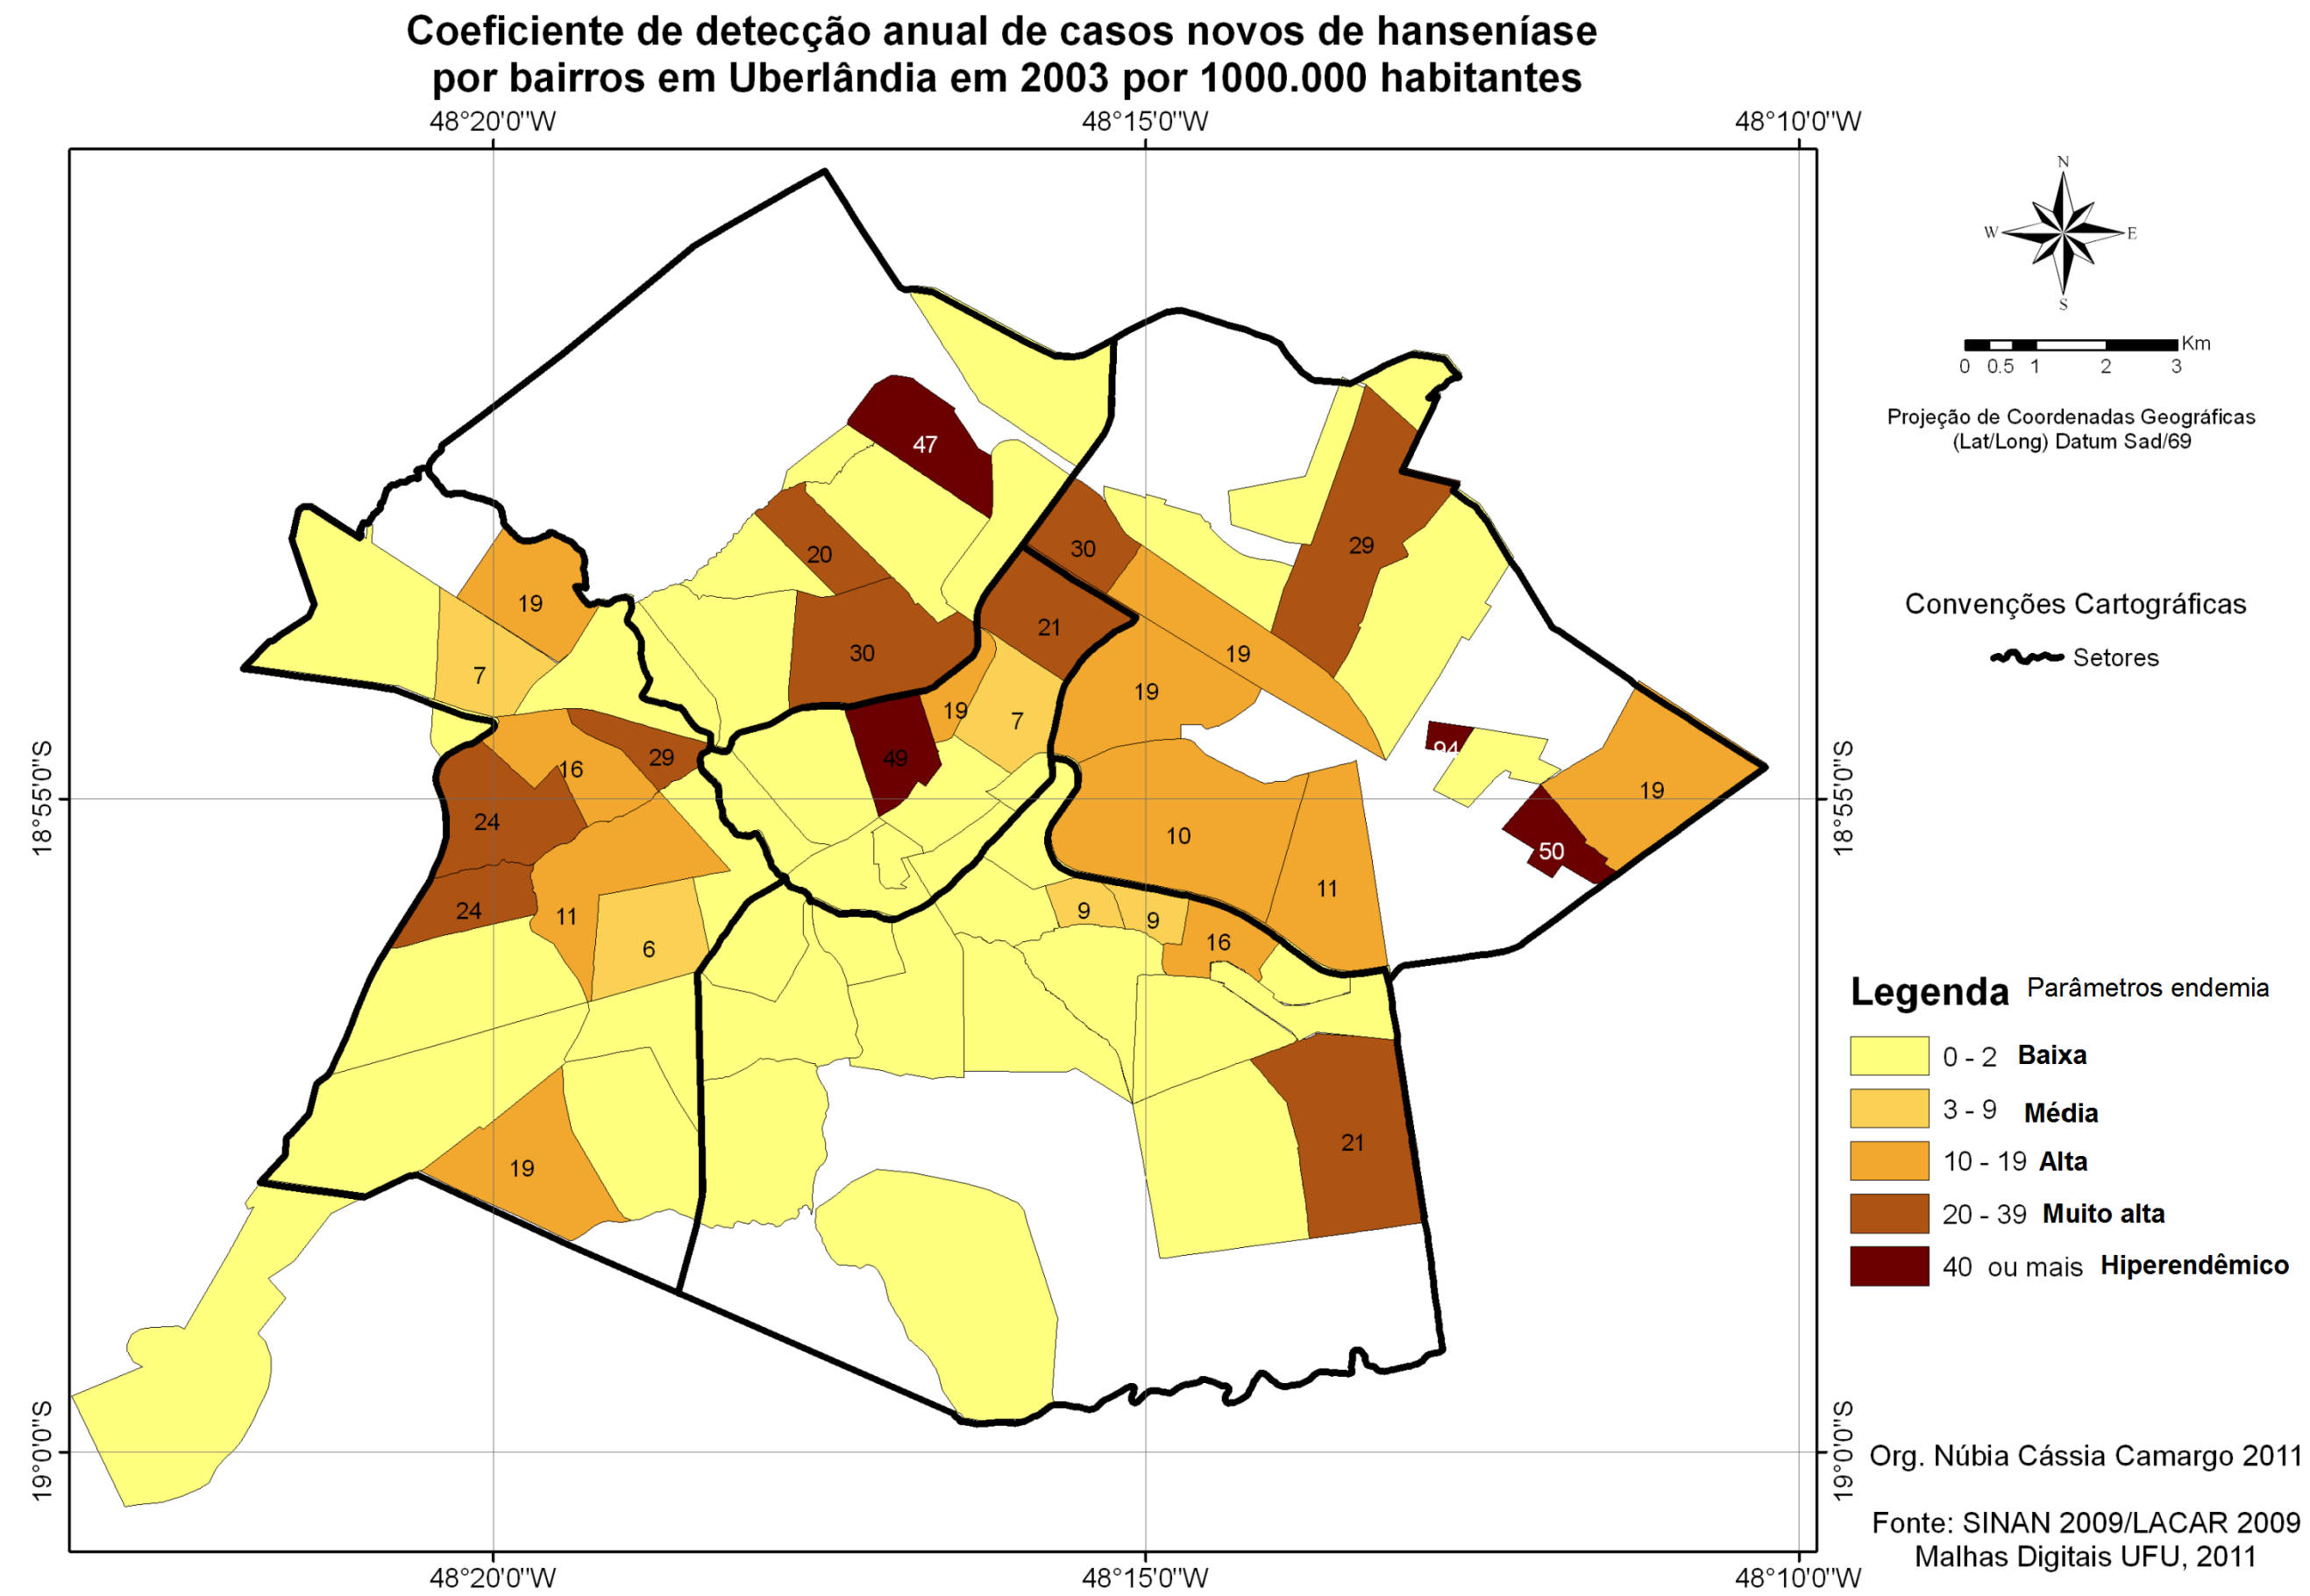 Coeficiente de detecção anual de casos novos de hanseníase
por bairros em Uberlândia em 2003 por 1000.000 habitantes
48°20'0"W
48°15'0"W
48°10'0"W
N
W
E
S
Km
0 0.5 1 2 3
Projeção de Coordenadas Geográficas
(Lat/Long) Datum Sad/69
Convenções Cartográficas
Setores
47
20
30
29
19
21
30
19
7
19
19
7
49
16
29
94
19
24
10
50
24
11
11
9
9
16
6
21
19
18°55'0"S
18°55'0"S
Legenda Parâmetros endemia
0 - 2 Baixa
3 - 9 Média
10 - 19 Alta
20 - 39 Muito alta
40 ou mais Hiperendêmico
19°0'0"S
19°0'0"S
Org. Núbia Cássia Camargo 2011
Fonte: SINAN 2009/LACAR 2009
Malhas Digitais UFU, 2011
48°20'0"W
48°15'0"W
48°10'0"W